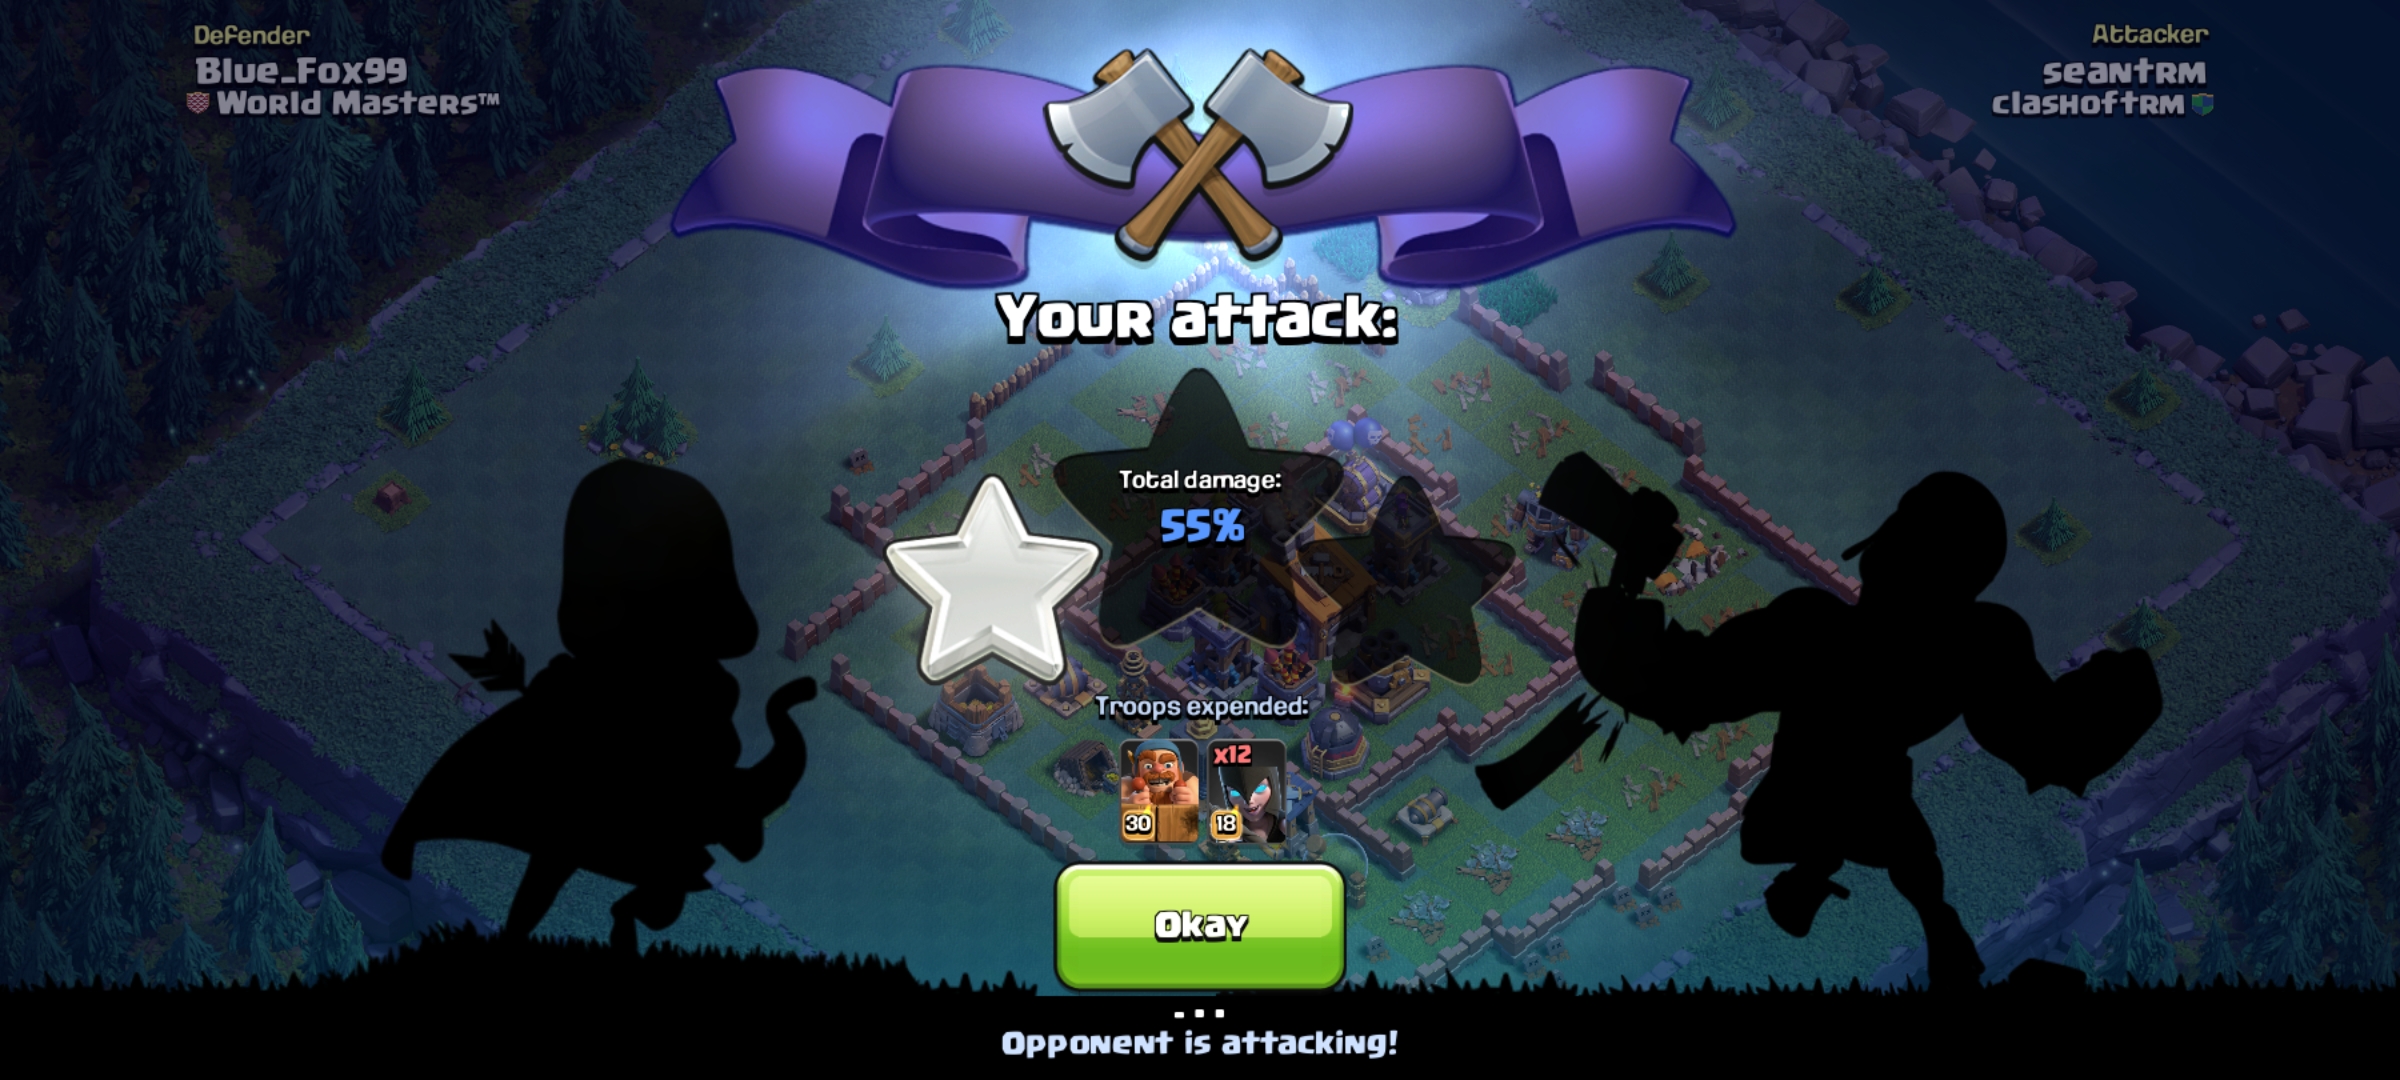 Defender
Blue_Fox99
World Masters™
Attacker
seantRM
clashoftRM
Your attack:
Total damage:
55%
Troops expended:
x12
30
18
Okay
...
Opponent is attacking!